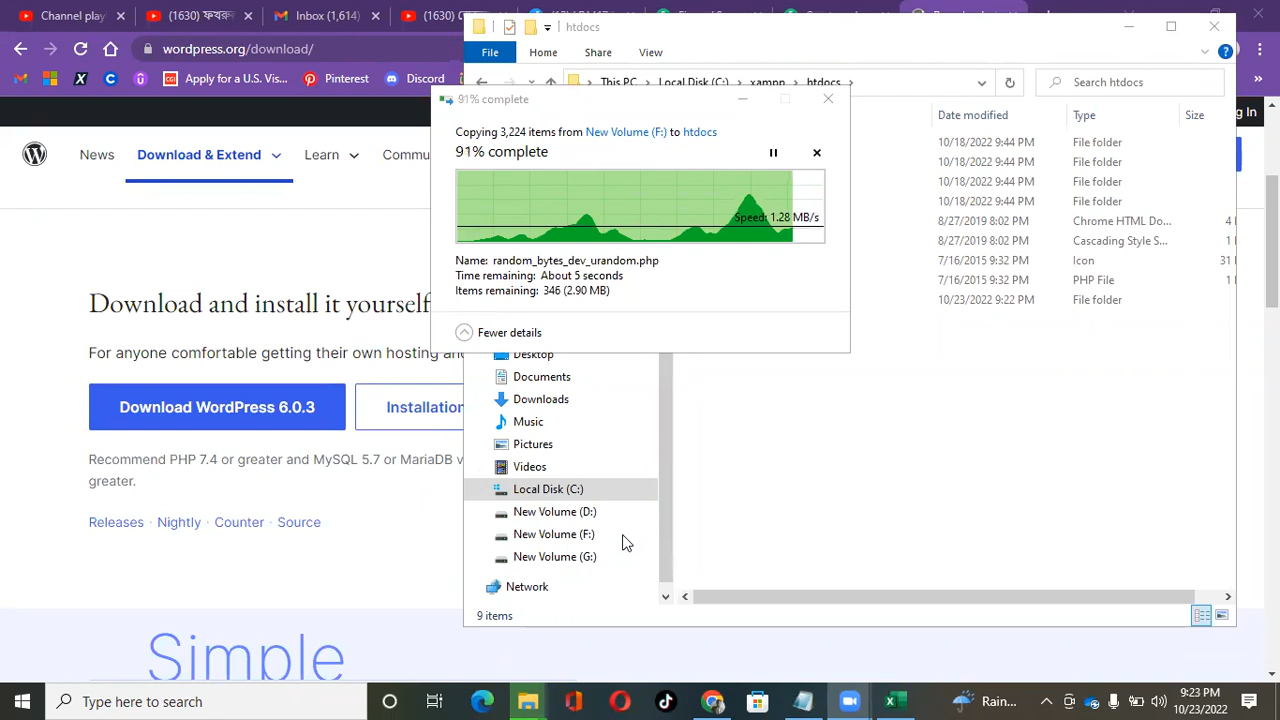 Channel pa
(1630) ফ্যাব্রো
Inbox (1,614)
(1630)
htdocs
wordpress.org/download/
File Home Share View
Apply for a U.S. Vis...
Pinterest
Discord
This PC Local Disk (C:) xampp htdocs
Search htdocs
91% complete
Date modified Type Size
News Download & Extend Learn Commu
In
Copying 3,224 items from New Volume (F:) to htdocs
91% complete
10/18/2022 9:44 PM File folder
10/18/2022 9:44 PM File folder
10/18/2022 9:44 PM File folder
10/18/2022 9:44 PM File folder
Speed: 1.28 MB/s
8/27/2019 8:02 PM Chrome HTML Do... 4
8/27/2019 8:02 PM Cascading Style S...
7/16/2015 9:32 PM Icon 31
7/16/2015 9:32 PM PHP File 1
10/23/2022 9:22 PM File folder
Name: random_bytes_dev_urandom.php
Time remaining: About 5 seconds
Items remaining: 346 (2.90 MB)
Fewer details
Download and install it yourself
For anyone comfortable getting their own hosting an
Download WordPress 6.0.3
Installation
Recommend PHP 7.4 or greater and MySQL 5.7 or MariaDB v
greater.
Releases · Nightly · Counter · Source
Desktop
Documents
Downloads
Music
Pictures
Videos
Local Disk (C:)
New Volume (D:)
New Volume (F:)
New Volume (G:)
Network
9 items
Simple
Type here to search
Rain...
9:23 PM
10/23/2022